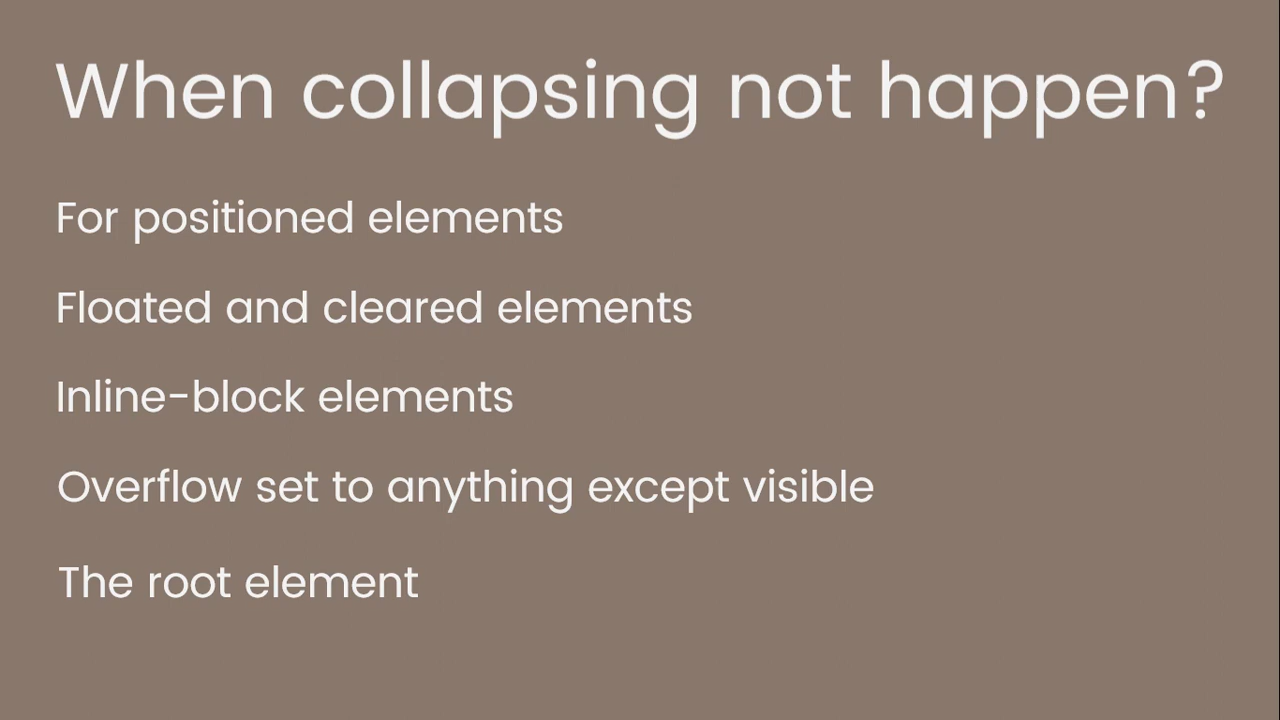 When collapsing not happen?
For positioned elements
Floated and cleared elements
Inline-block elements
Overflow set to anything except visible
The root element